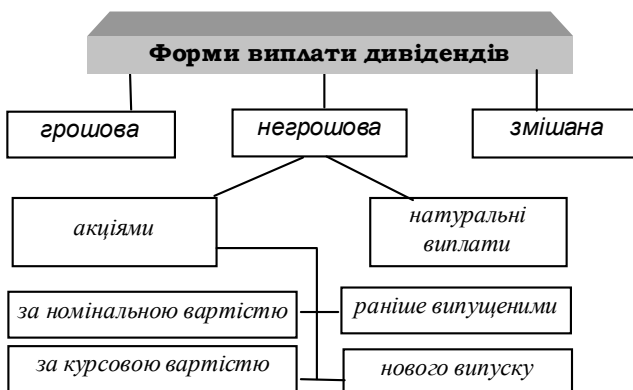 Форми виплати дивідендів
грошова
негрошова
змішана
акціями
натуральні
виплати
за номінальною вартістю
раніше випущеними
за курсовою вартістю
нового випуску